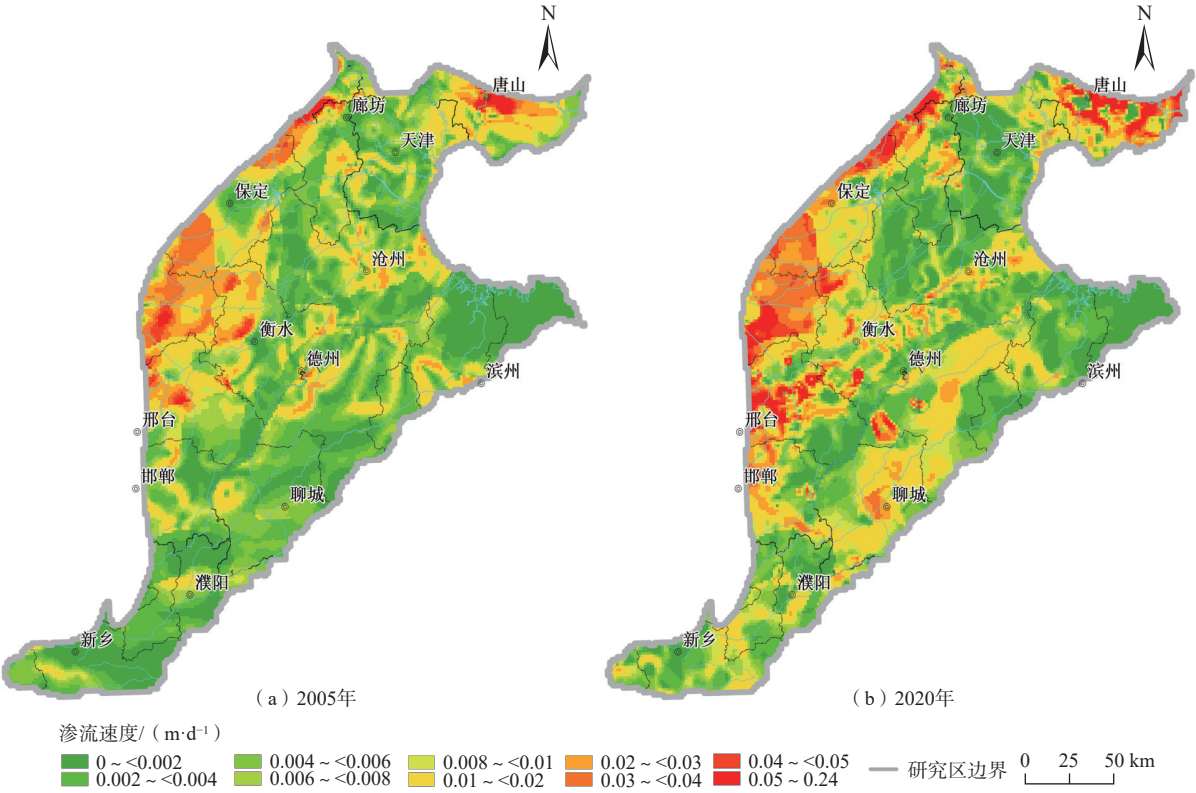 N
唐山
廊坊
天津
保定
沧州
衡水
德州
滨州
邢台
邯郸
聊城
濮阳
新乡
（a）2005年
N
唐山
廊坊
天津
保定
沧州
衡水
德州
滨州
邢台
邯郸
聊城
濮阳
新乡
（b）2020年
渗流速度/（m·d⁻¹）
0～<0.002
0.004～<0.006
0.008～<0.01
0.02～<0.03
0.04～<0.05
0.002～<0.004
0.006～<0.008
0.01～<0.02
0.03～<0.04
0.05～0.24
研究区边界
0 25 50 km